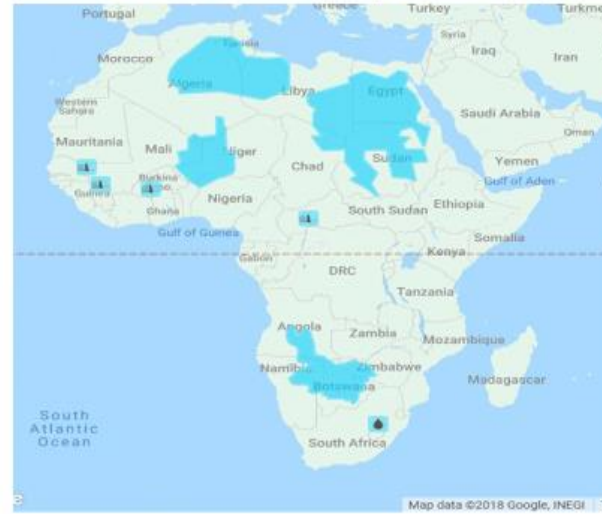 Portugal
Greece
Turkey
Turkme
Syria
Tunisia
Iraq
Iran
Morocco
Algeria
Libya
Egypt
Western
Sahara
Saudi Arabia
Oman
Mauritania
Mali
Niger
Chad
Sudan
Yemen
Gulf of Aden
Burkina
Guinea
Nigeria
Ghana
South Sudan
Ethiopia
Gulf of Guinea
Somalia
Gabon
Kenya
DRC
Tanzania
Angola
Zambia
Mozambique
Namibia
Zimbabwe
Botswana
Madagascar
South
Atlantic
Ocean
South Africa
e
Map data ©2018 Google, INEGI